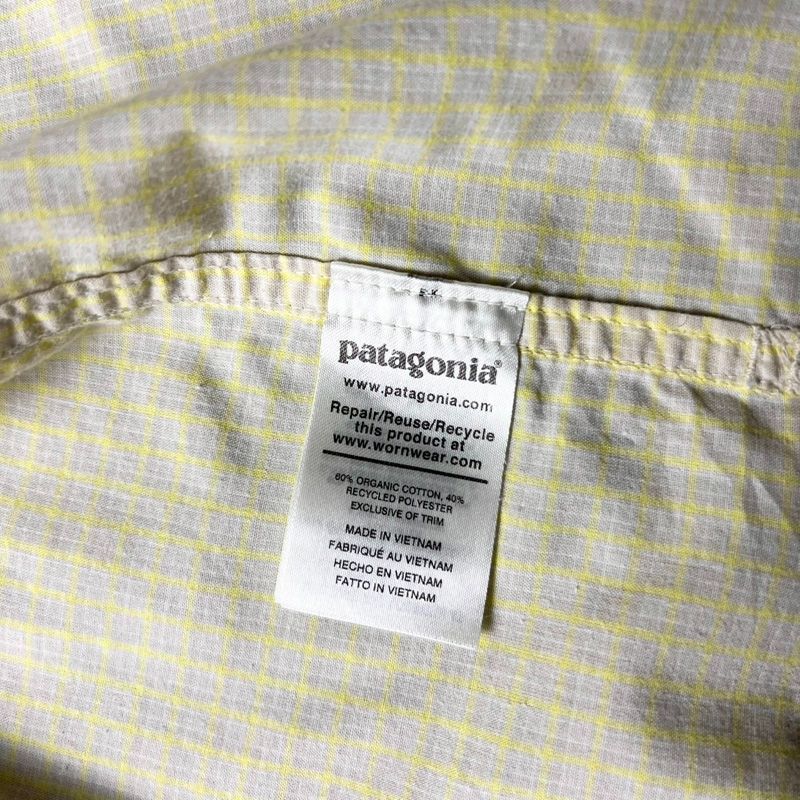 patagonia®
www.patagonia.com
Repair/Reuse/Recycle
this product at
www.wornwear.com
60% ORGANIC COTTON, 40%
RECYCLED POLYESTER
EXCLUSIVE OF TRIM
MADE IN VIETNAM
FABRIQUÉ AU VIETNAM
HECHO EN VIETNAM
FATTO IN VIETNAM